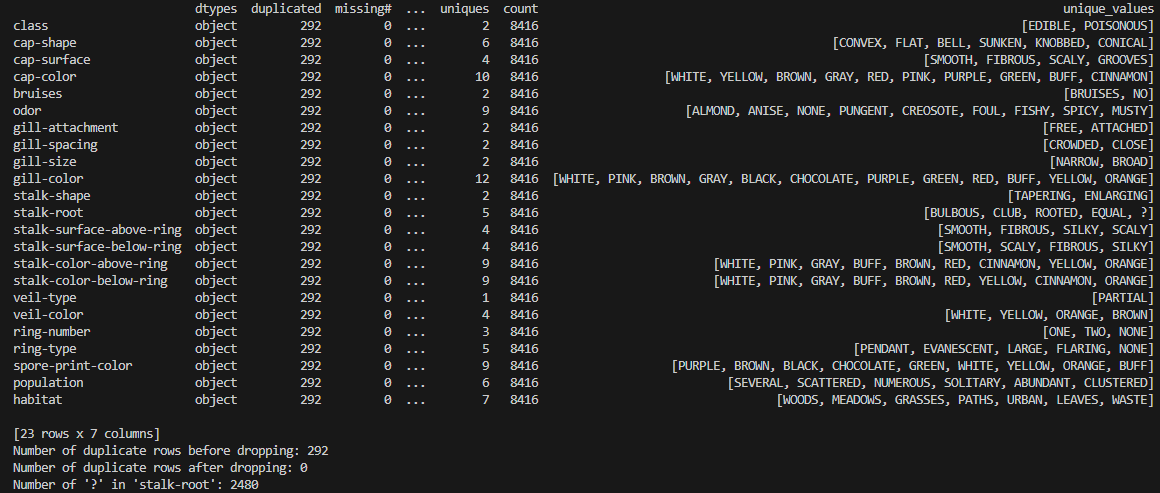 dtypes duplicated missing# ... uniques count unique_values
class object 292 0 ... 2 8416 [EDIBLE, POISONOUS]
cap-shape object 292 0 ... 6 8416 [CONVEX, FLAT, BELL, SUNKEN, KNOBBED, CONICAL]
cap-surface object 292 0 ... 4 8416 [SMOOTH, FIBROUS, SCALY, GROOVES]
cap-color object 292 0 ... 10 8416 [WHITE, YELLOW, BROWN, GRAY, RED, PINK, PURPLE, GREEN, BUFF, CINNAMON]
bruises object 292 0 ... 2 8416 [BRUISES, NO]
odor object 292 0 ... 9 8416 [ALMOND, ANISE, NONE, PUNGENT, CREOSOTE, FOUL, FISHY, SPICY, MUSTY]
gill-attachment object 292 0 ... 2 8416 [FREE, ATTACHED]
gill-spacing object 292 0 ... 2 8416 [CROWDED, CLOSE]
gill-size object 292 0 ... 2 8416 [NARROW, BROAD]
gill-color object 292 0 ... 12 8416 [WHITE, PINK, BROWN, GRAY, BLACK, CHOCOLATE, PURPLE, GREEN, RED, BUFF, YELLOW, ORANGE]
stalk-shape object 292 0 ... 2 8416 [TAPERING, ENLARGING]
stalk-root object 292 0 ... 5 8416 [BULBOUS, CLUB, ROOTED, EQUAL, ?]
stalk-surface-above-ring object 292 0 ... 4 8416 [SMOOTH, FIBROUS, SILKY, SCALY]
stalk-surface-below-ring object 292 0 ... 4 8416 [SMOOTH, SCALY, FIBROUS, SILKY]
stalk-color-above-ring object 292 0 ... 9 8416 [WHITE, PINK, GRAY, BUFF, BROWN, RED, CINNAMON, YELLOW, ORANGE]
stalk-color-below-ring object 292 0 ... 9 8416 [WHITE, PINK, GRAY, BUFF, BROWN, RED, YELLOW, CINNAMON, ORANGE]
veil-type object 292 0 ... 1 8416 [PARTIAL]
veil-color object 292 0 ... 4 8416 [WHITE, YELLOW, ORANGE, BROWN]
ring-number object 292 0 ... 3 8416 [ONE, TWO, NONE]
ring-type object 292 0 ... 5 8416 [PENDANT, EVANESCENT, LARGE, FLARING, NONE]
spore-print-color object 292 0 ... 9 8416 [PURPLE, BROWN, BLACK, CHOCOLATE, GREEN, WHITE, YELLOW, ORANGE, BUFF]
population object 292 0 ... 6 8416 [SEVERAL, SCATTERED, NUMEROUS, SOLITARY, ABUNDANT, CLUSTERED]
habitat object 292 0 ... 7 8416 [WOODS, MEADOWS, GRASSES, PATHS, URBAN, LEAVES, WASTE]
[23 rows x 7 columns]
Number of duplicate rows before dropping: 292
Number of duplicate rows after dropping: 0
Number of '?' in 'stalk-root': 2480